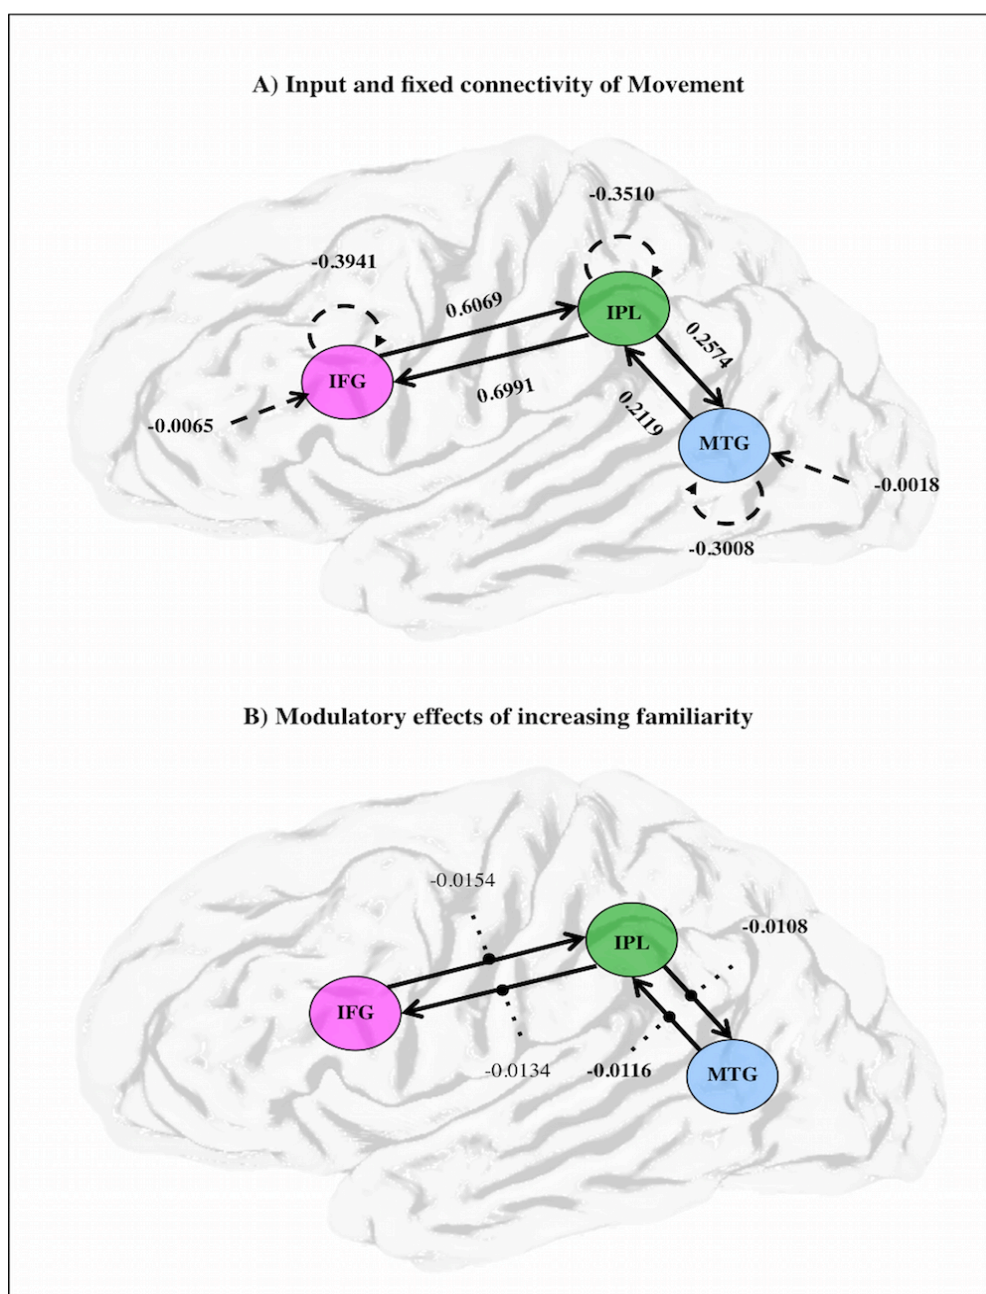 A) Input and fixed connectivity of Movement
-0.3510
-0.3941
0.6069
IPL
0.2574
IFG
0.6991
0.2119
-0.0065
MTG
-0.0018
-0.3008
B) Modulatory effects of increasing familiarity
-0.0154
-0.0108
IPL
IFG
-0.0134
-0.0116
MTG